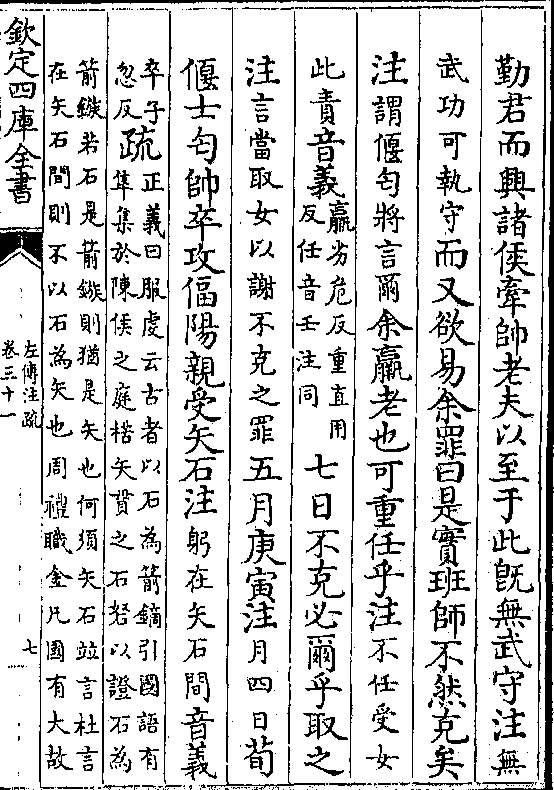 勤君而興諸侯牽帥老夫以至于此旣無武守注無
武功可執守而又欲易余罪曰是實班師不然克矣
注謂偃匄將言爾余羸老也可重任乎注不任受女
此責音義
羸劣危反重直用
反任音壬注同
七日不克必爾乎取之
注言當取女以謝不克之罪五月庚寅注月四日荀
偃士匄帥卒攻偪陽親受矢石注躬在矢石間音義
卒子
忽反
疏
正義曰服虔云古者以石為箭鏑引國語有
隼集於陳侯之庭楛矢貫之石砮以證石為
箭鏃若石是箭鏃則猶是矢也何須矢石竝言杜言
在矢石間則不以石為矢也周禮職金凡國有大故
欽定四庫全書
左傳注疏
卷三十一
七